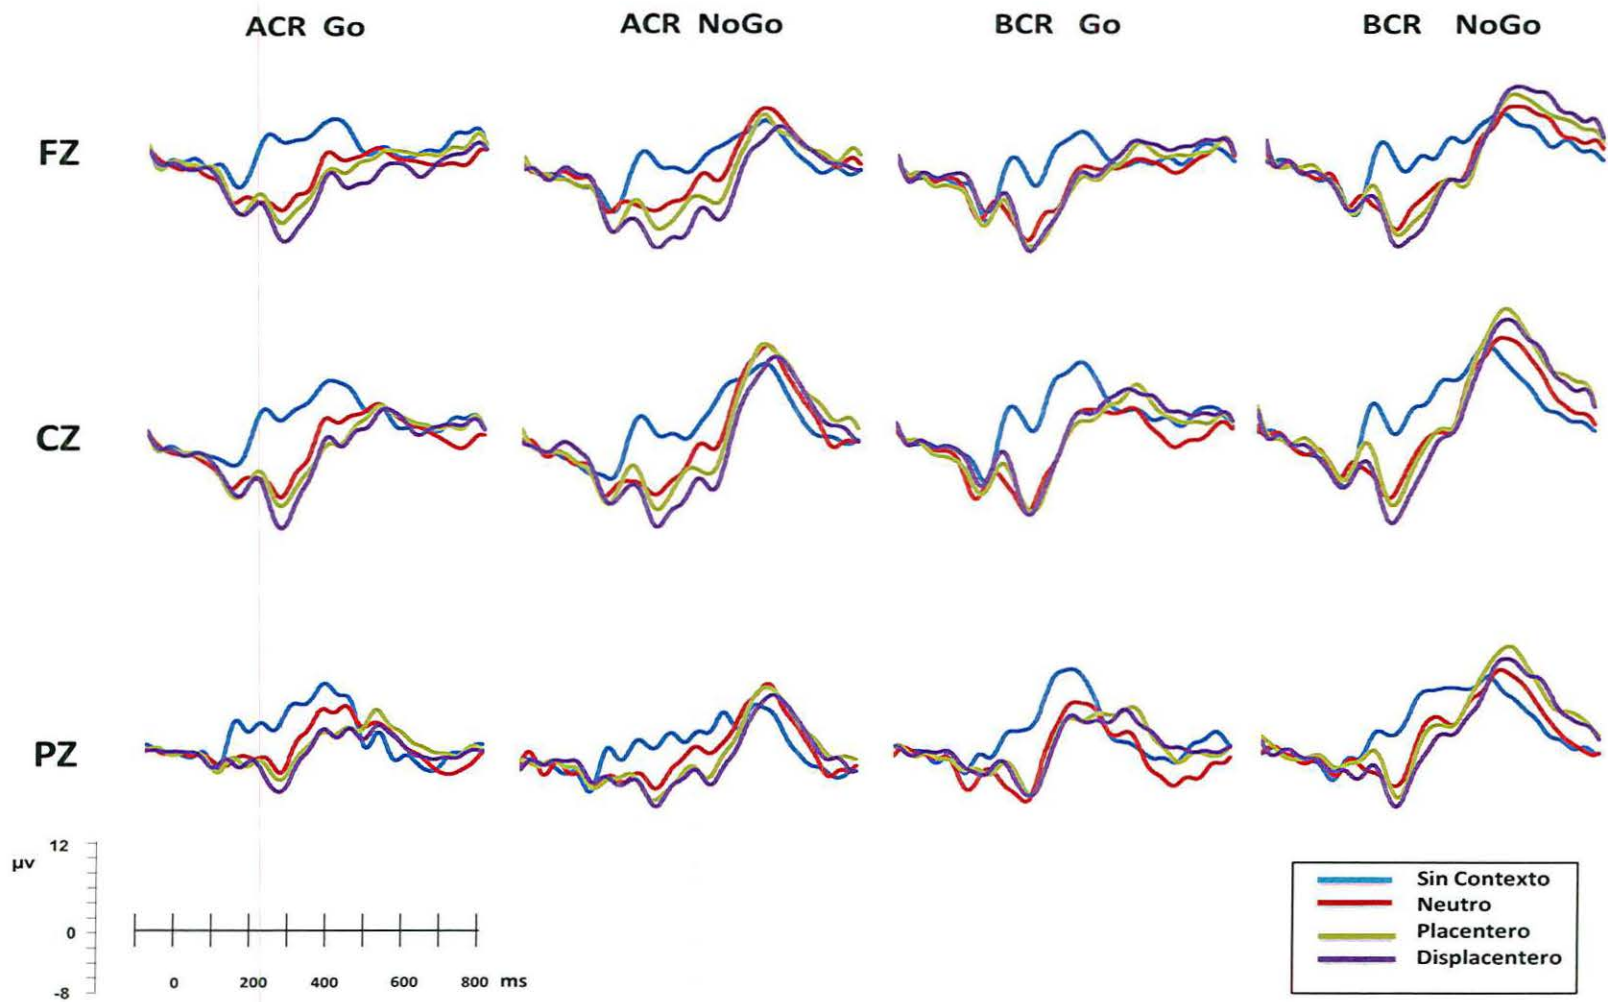 ACR Go ACR NoGo BCR Go BCR NoGo
FZ
CZ
PZ
12
μv
0
-8
0 200 400 600 800 ms
Sin Contexto
Neutro
Placentero
Displacentero